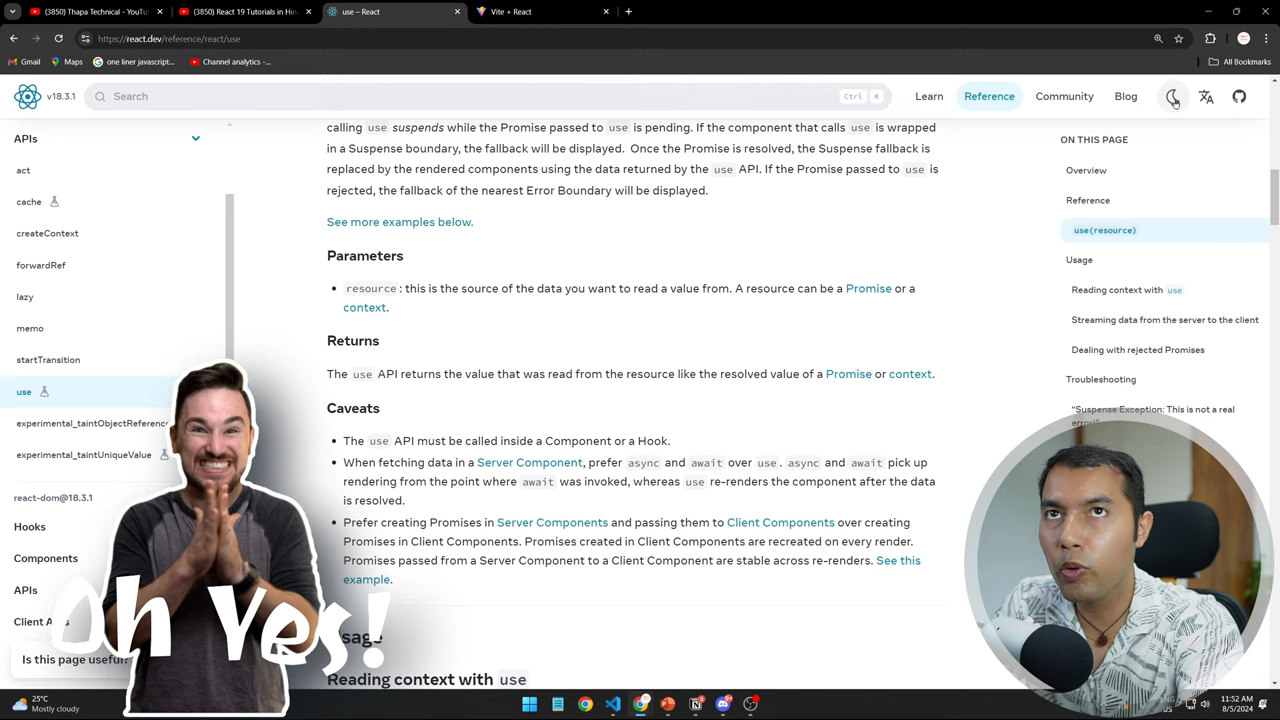 (3850) Thapa Technical - YouTu
(3850) React 19 Tutorials in Hin
use – React
Vite + React
https://react.dev/reference/react/use
Gmail
Maps
one liner javascript...
Channel analytics -...
All Bookmarks
v18.3.1
Search
Ctrl
K
Learn
Reference
Community
Blog
APIs
act
cache
createContext
forwardRef
lazy
memo
startTransition
use
experimental_taintObjectReference
experimental_taintUniqueValue
react-dom@18.3.1
Hooks
Components
APIs
Client APIs
Is this page useful?
calling use suspends while the Promise passed to use is pending. If the component that calls use is wrapped
in a Suspense boundary, the fallback will be displayed. Once the Promise is resolved, the Suspense fallback is
replaced by the rendered components using the data returned by the use API. If the Promise passed to use is
rejected, the fallback of the nearest Error Boundary will be displayed.
See more examples below.
Parameters
• resource: this is the source of the data you want to read a value from. A resource can be a Promise or a
context.
Returns
The use API returns the value that was read from the resource like the resolved value of a Promise or context.
Caveats
• The use API must be called inside a Component or a Hook.
• When fetching data in a Server Component, prefer async and await over use. async and await pick up
rendering from the point where await was invoked, whereas use re-renders the component after the data
is resolved.
• Prefer creating Promises in Server Components and passing them to Client Components over creating
Promises in Client Components. Promises created in Client Components are recreated on every render.
Promises passed from a Server Component to a Client Component are stable across re-renders. See this
example.
Usage
Reading context with use
ON THIS PAGE
Overview
Reference
use(resource)
Usage
Reading context with use
Streaming data from the server to the client
Dealing with rejected Promises
Troubleshooting
“Suspense Exception: This is not a real
error!
Oh Yes!
25°C
Mostly cloudy
ENG
US
11:52 AM
8/5/2024